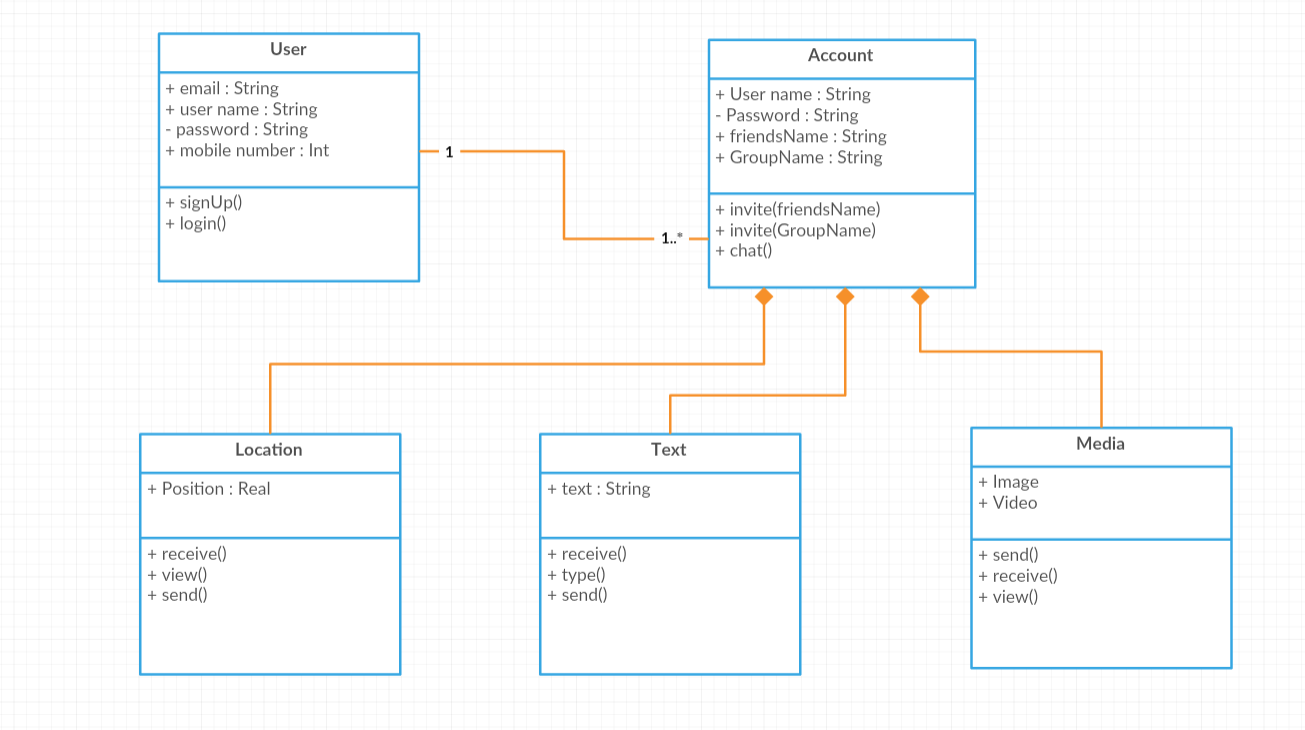 User
+ email : String
+ user name : String
- password : String
+ mobile number : Int
+ signUp()
+ login()
1
1..*
Account
+ User name : String
- Password : String
+ friendsName : String
+ GroupName : String
+ invite(friendsName)
+ invite(GroupName)
+ chat()
Location
+ Position : Real
+ receive()
+ view()
+ send()
Text
+ text : String
+ receive()
+ type()
+ send()
Media
+ Image
+ Video
+ send()
+ receive()
+ view()